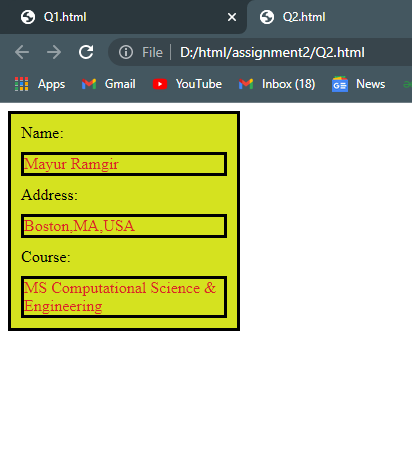 Q1.html
Q2.html
File
D:/html/assignment2/Q2.html
Apps
Gmail
YouTube
Inbox (18)
News
Name:
Mayur Ramgir
Address:
Boston,MA,USA
Course:
MS Computational Science &
Engineering